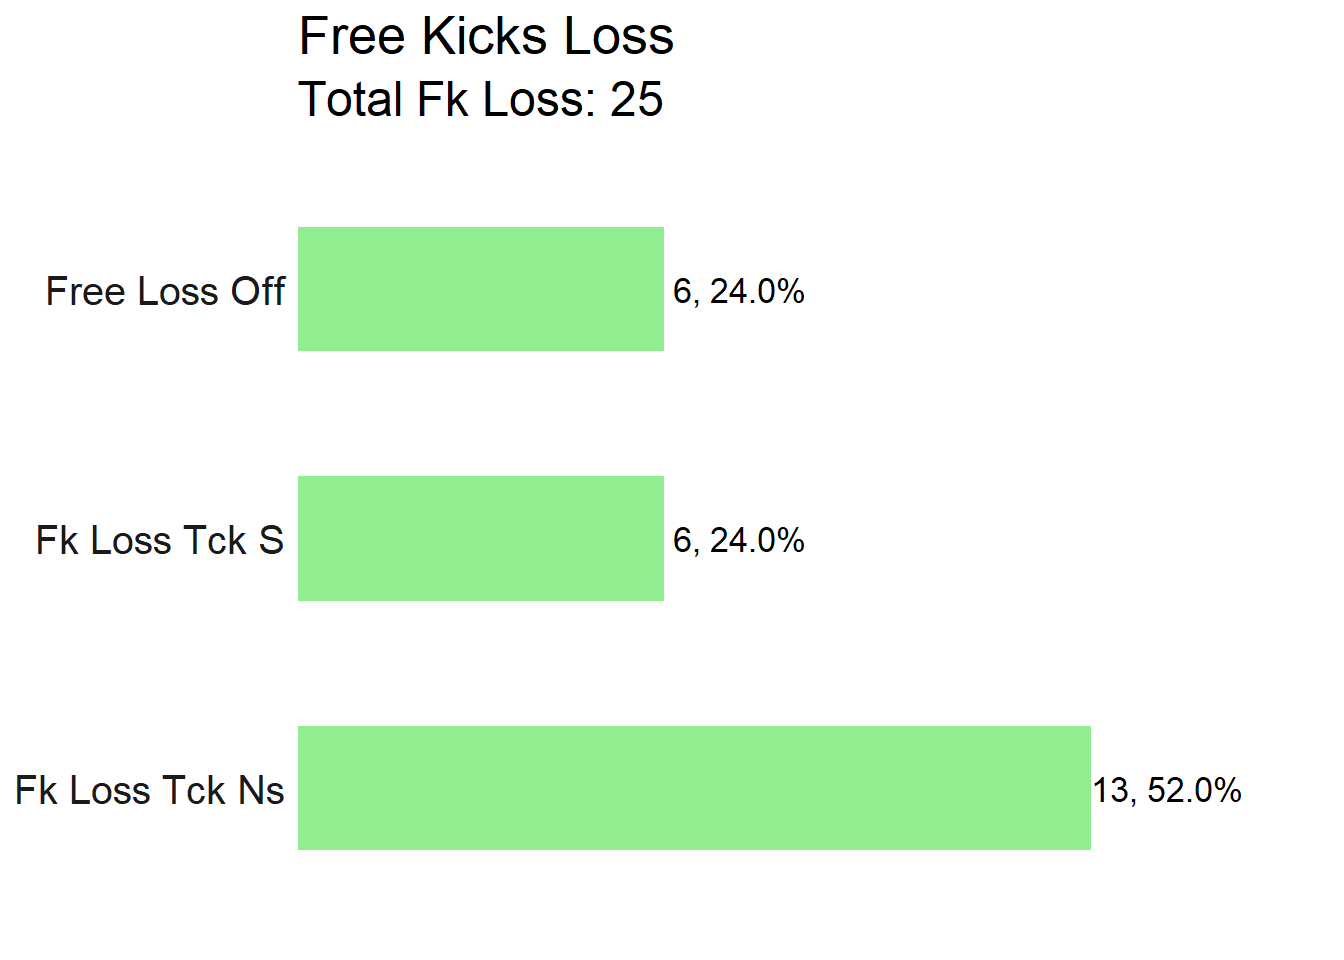 Free Kicks Loss
Total Fk Loss: 25
Free Loss Off 6, 24.0%
Fk Loss Tck S 6, 24.0%
Fk Loss Tck Ns 13, 52.0%